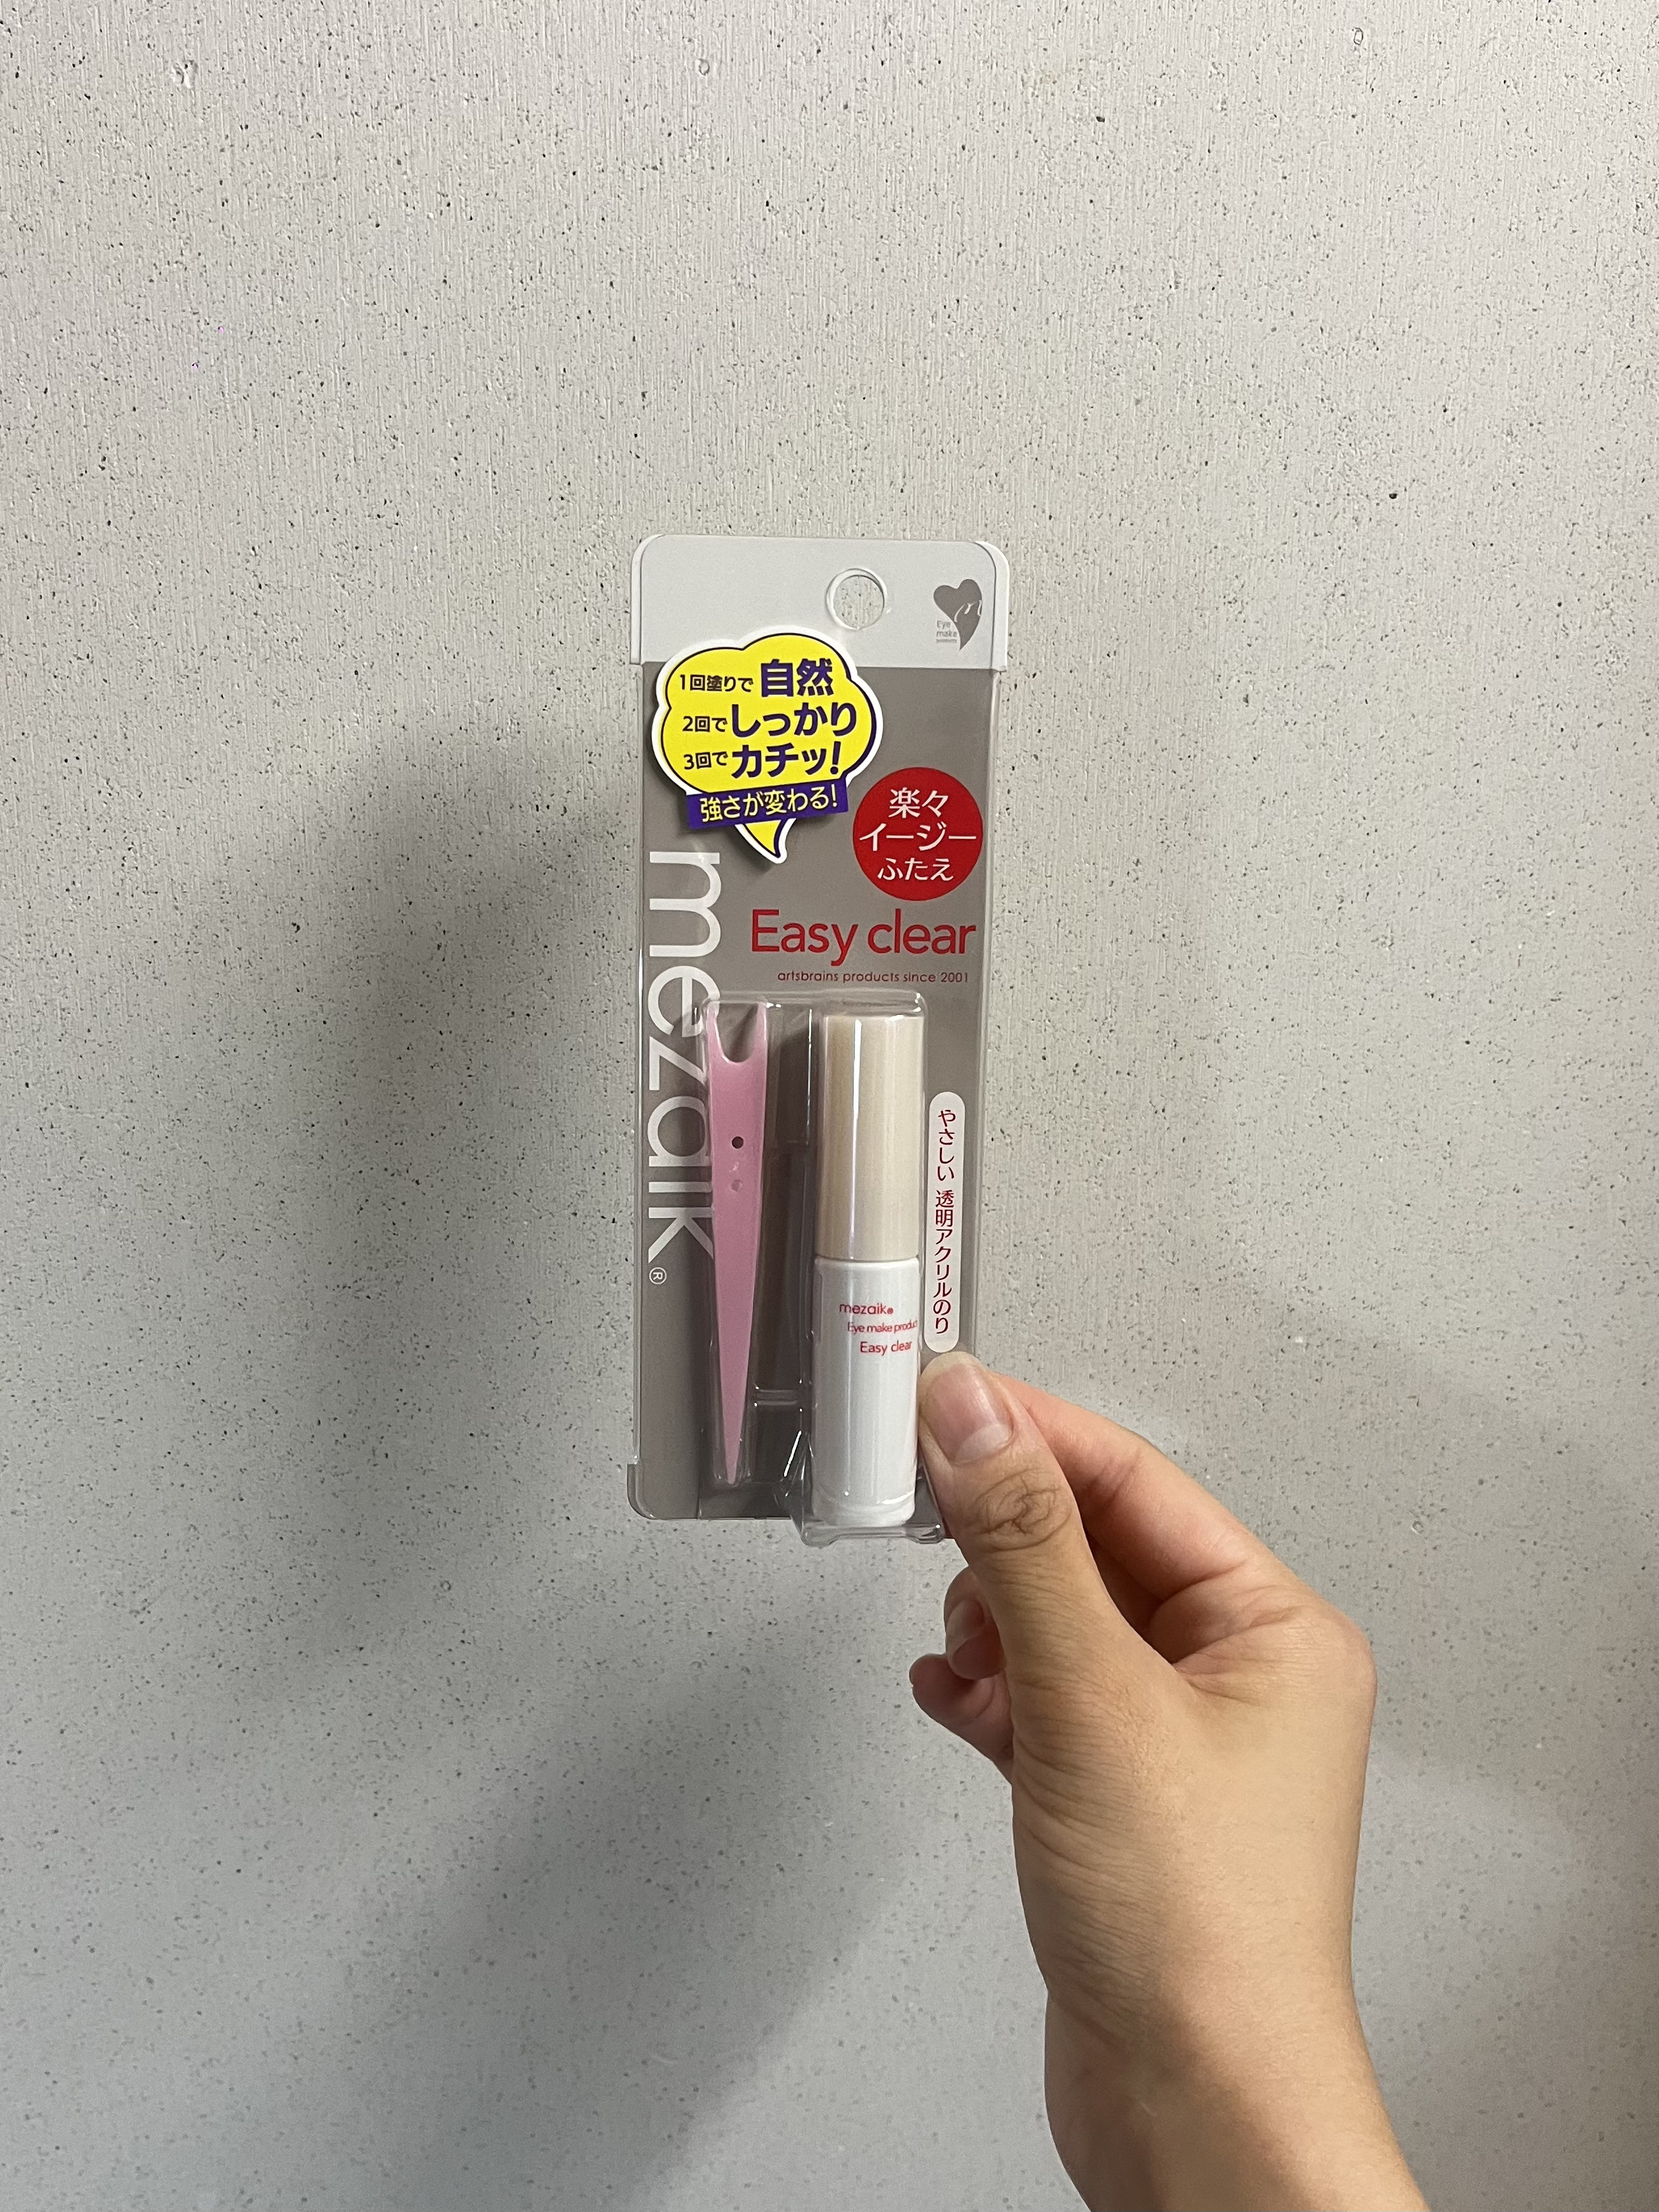 Eye
make
1回塗りで 自然
2回で しっかり
3回で カチッ!
強さが変わる!
楽々
イージー
ふたえ
mezaik®
Easy clear
artsbrains products since 2001
やさしい 透明アクリルのり
mezaik®
Eye make product
Easy clear